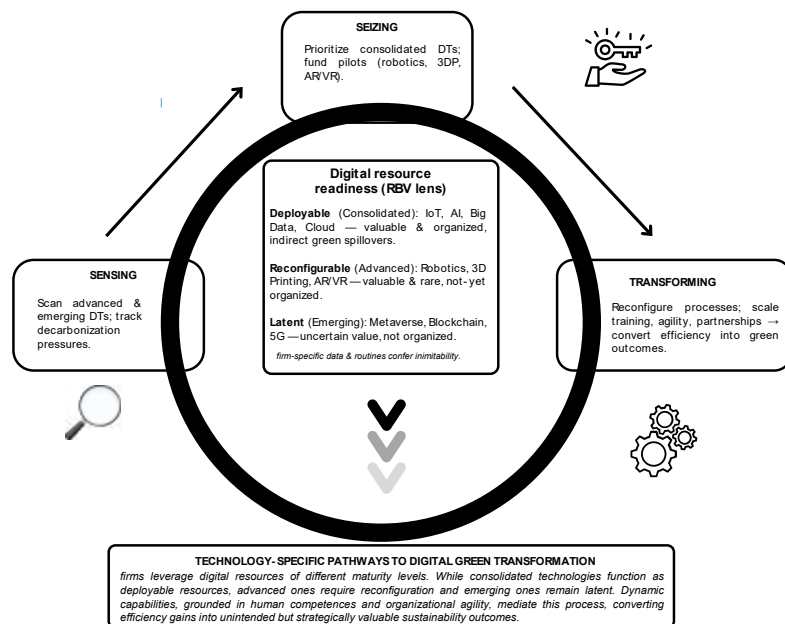 SEIZING
Prioritize consolidated DTs;
fund pilots (robotics, 3DP,
AR/VR).
Digital resource
readiness (RBV lens)
Deployable (Consolidated): IoT, AI, Big
Data, Cloud — valuable & organized,
indirect green spillovers.
Reconfigurable (Advanced): Robotics, 3D
Printing, AR/VR — valuable & rare, not-yet
organized.
Latent (Emerging): Metaverse, Blockchain,
5G — uncertain value, not organized.
firm-specific data & routines confer inimitability.
SENSING
Scan advanced &
emerging DTs; track
decarbonization
pressures.
TRANSFORMING
Reconfigure processes; scale
training, agility, partnerships →
convert efficiency into green
outcomes.
TECHNOLOGY-SPECIFIC PATHWAYS TO DIGITAL GREEN TRANSFORMATION
firms leverage digital resources of different maturity levels. While consolidated technologies function as
deployable resources, advanced ones require reconfiguration and emerging ones remain latent. Dynamic
capabilities, grounded in human competences and organizational agility, mediate this process, converting
efficiency gains into unintended but strategically valuable sustainability outcomes.